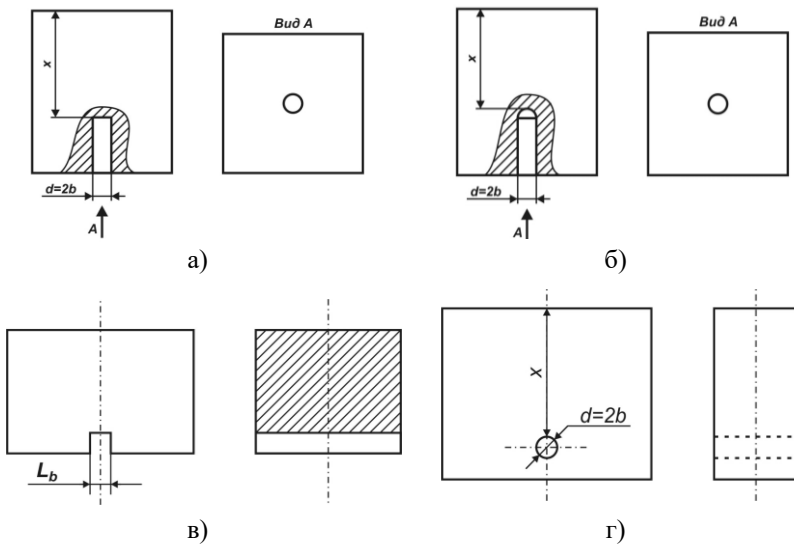 Вид А
x
d=2b
А
а)
Вид А
x
d=2b
А
б)
L_b
в)
x
d=2b
г)